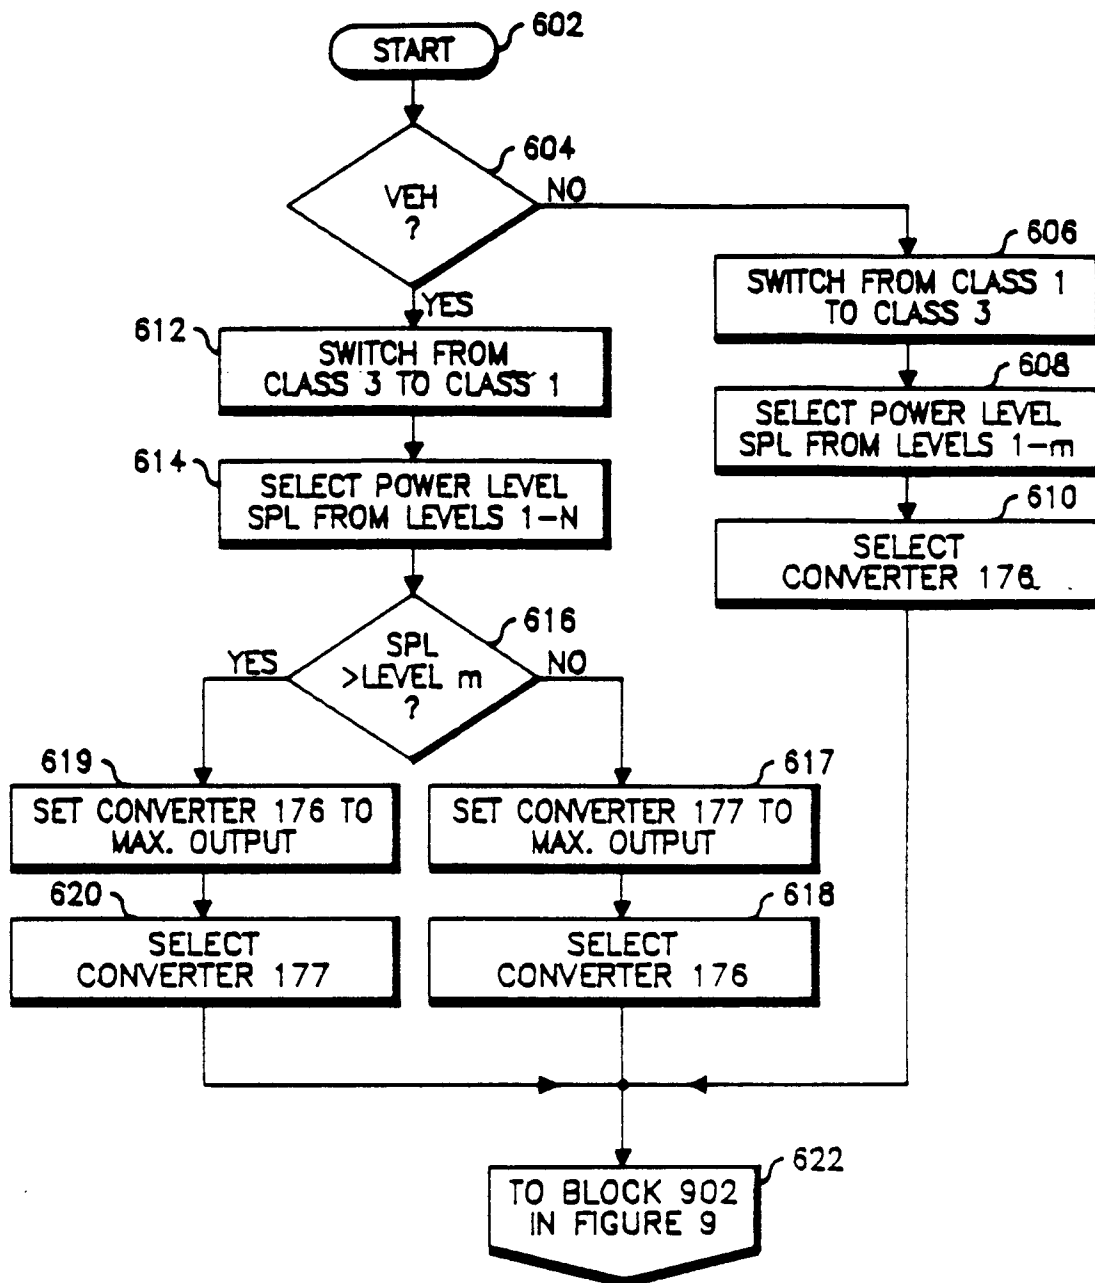 START
602
VEH
?
604
NO
YES
606
SWITCH FROM CLASS 1
TO CLASS 3
612
SWITCH FROM
CLASS 3 TO CLASS 1
608
SELECT POWER LEVEL
SPL FROM LEVELS 1-m
614
SELECT POWER LEVEL
SPL FROM LEVELS 1-N
610
SELECT
CONVERTER 176
616
SPL
>LEVEL m
?
YES
NO
619
SET CONVERTER 176 TO
MAX. OUTPUT
617
SET CONVERTER 177 TO
MAX. OUTPUT
620
SELECT
CONVERTER 177
618
SELECT
CONVERTER 176
622
TO BLOCK 902
IN FIGURE 9